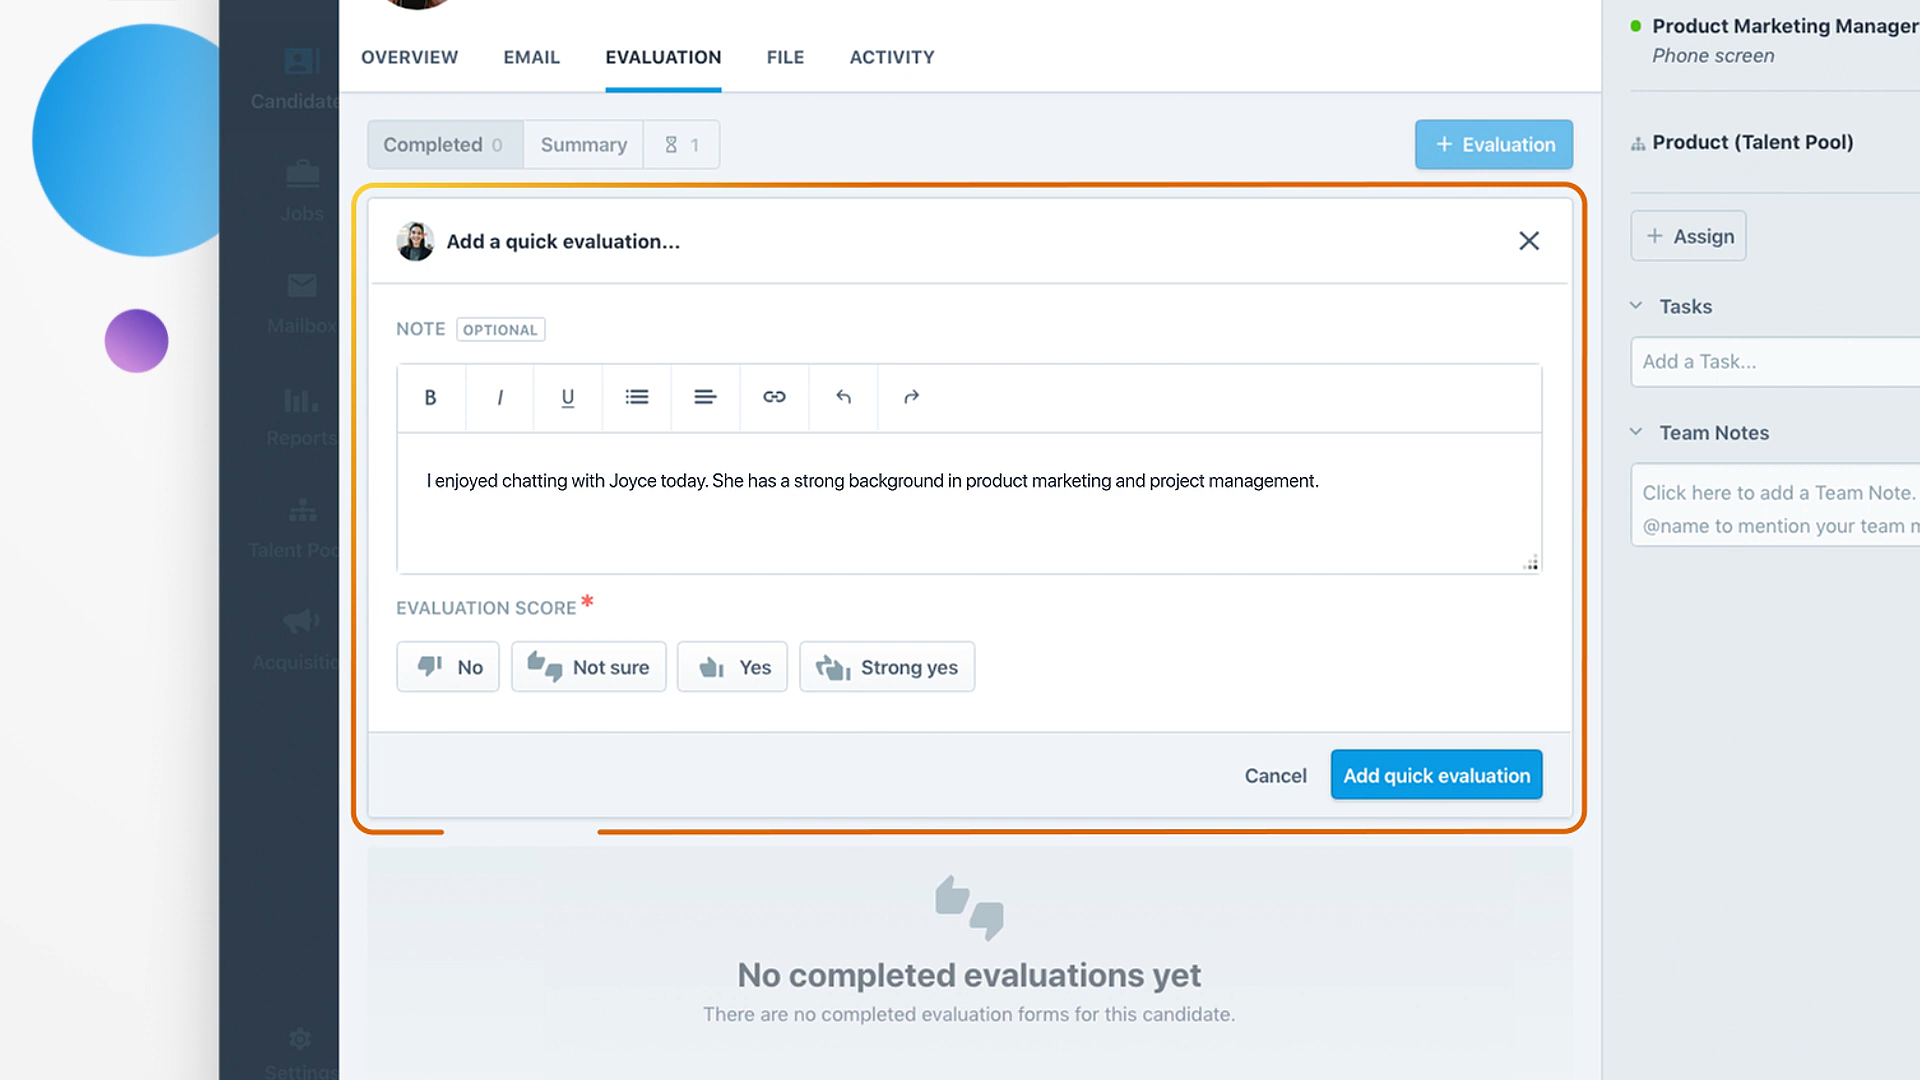 OVERVIEW EMAIL EVALUATION FILE ACTIVITY
Completed 0 Summary 1
+ Evaluation
Add a quick evaluation...
NOTE OPTIONAL
B I U
I enjoyed chatting with Joyce today. She has a strong background in product marketing and project management.
EVALUATION SCORE *
No Not sure Yes Strong yes
Cancel Add quick evaluation
No completed evaluations yet
There are no completed evaluation forms for this candidate.
Candidate
Jobs
Mailbox
Reports
Talent Poo
Acquisitio
Settings
Product Marketing Manager
Phone screen
Product (Talent Pool)
+ Assign
Tasks
Add a Task...
Team Notes
Click here to add a Team Note.
@name to mention your team